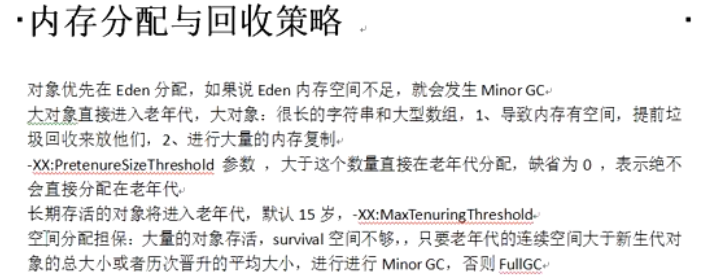 内存分配与回收策略
对象优先在 Eden 分配，如果说 Eden 内存空间不足，就会发生 Minor GC
大对象直接进入老年代，大对象：很长的字符串和大型数组，1、导致内存有空间，提前垃
圾回收来放他们，2、进行大量的内存复制
-XX:PretenureSizeThreshold 参数 ，大于这个数量直接在老年代分配，缺省为 0 ，表示绝不
会直接分配在老年代
长期存活的对象将进入老年代，默认 15 岁，-XX:MaxTenuringThreshold
空间分配担保：大量的对象存活，survival 空间不够，，只要老年代的连续空间大于新生代对
象的总大小或者历次晋升的平均大小，进行进行 Minor GC，否则 FullGC